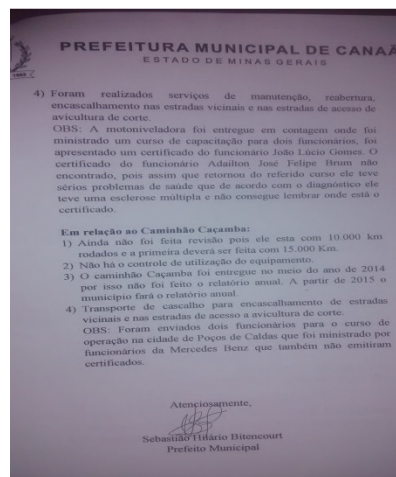 PREFEITURA MUNICIPAL DE CANAÃ
ESTADO DE MINAS GERAIS
4) Foram realizados serviços de manutenção, reabertura,
encascalhamento nas estradas vicinais e nas estradas de acesso de
avicultura de corte.
OBS: A motoniveladora foi entregue em contagem onde foi
ministrado um curso de capacitação para dois funcionários, foi
apresentado um certificado do funcionário João Lúcio Gomes. O
certificado do funcionário Adailton José Felipe Brum não
encontrado, pois assim que retornou do referido curso ele teve
sérios problemas de saúde que de acordo com o diagnóstico ele
teve uma esclerose múltipla e não consegue lembrar onde está o
certificado.
Em relação ao Caminhão Caçamba:
1) Ainda não foi feita revisão pois ele esta com 10.000 km
rodados e a primeira deverá ser feita com 15.000 Km.
2) Não há o controle de utilização do equipamento.
3) O caminhão Caçamba foi entregue no meio do ano de 2014
por isso não foi feito o relatório anual. A partir de 2015 o
município fará o relatório anual.
4) Transporte de cascalho para encascalhamento de estradas
vicinais e nas estradas de acesso a avicultura de corte.
OBS: Foram enviados dois funcionários para o curso de
operação na cidade de Poços de Caldas que foi ministrado por
funcionários da Mercedes Benz que também não emitiram
certificados.
Atenciosamente,
Sebastião Hilário Bitencourt
Prefeito Municipal